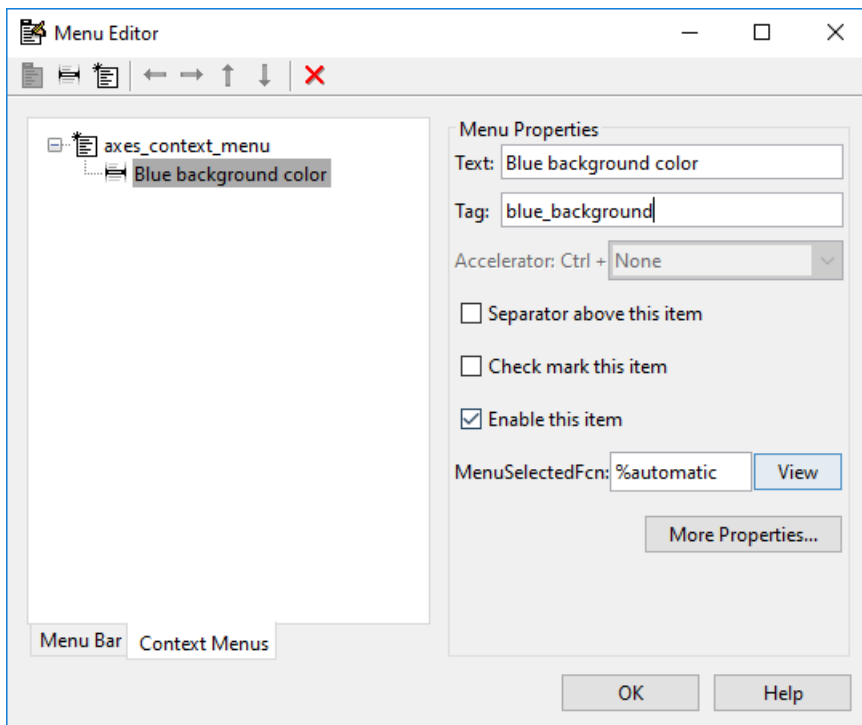 Menu Editor
axes_context_menu
Blue background color
Menu Bar
Context Menus
Menu Properties
Text: Blue background color
Tag: blue_background
Accelerator: Ctrl + None
Separator above this item
Check mark this item
Enable this item
MenuSelectedFcn: %automatic View
More Properties...
OK
Help